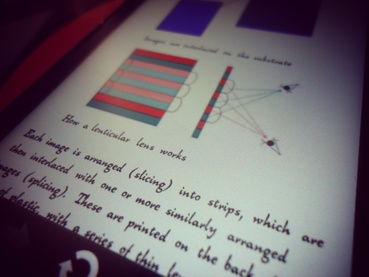 Images are interlaced on the substrate
How a lenticular lens works
Each image is arranged (slicing) into strips, which are
then interlaced with one or more similarly arranged
images (splicing). These are printed on the back
of plastic, with a series of thin